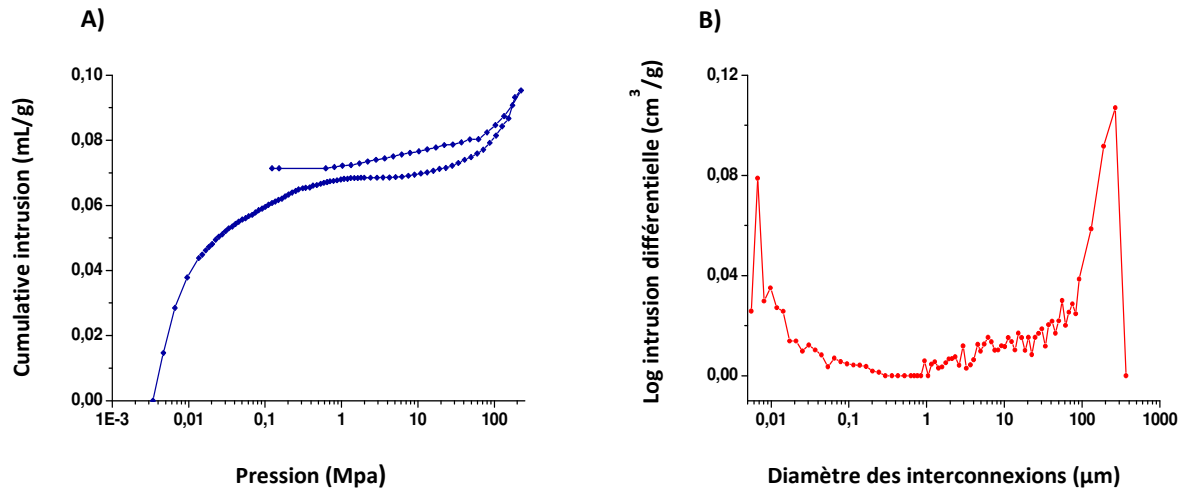 A)
Cumulative intrusion (mL/g)
0,10
0,08
0,06
0,04
0,02
0,00
1E-3 0,01 0,1 1 10 100
Pression (Mpa)
B)
Log intrusion différentielle (cm³/g)
0,12
0,08
0,04
0,00
0,01 0,1 1 10 100 1000
Diamètre des interconnexions (µm)